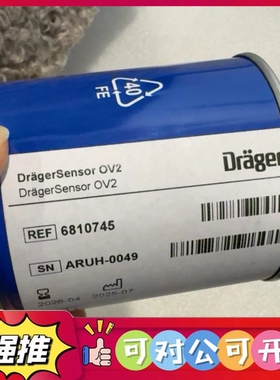 40
FE
DrägerSensor OV2
DrägerSensor OV2
Dräger
REF 6810745
SN ARUH-0049
2026-04 2025-07
强推
可对公可开